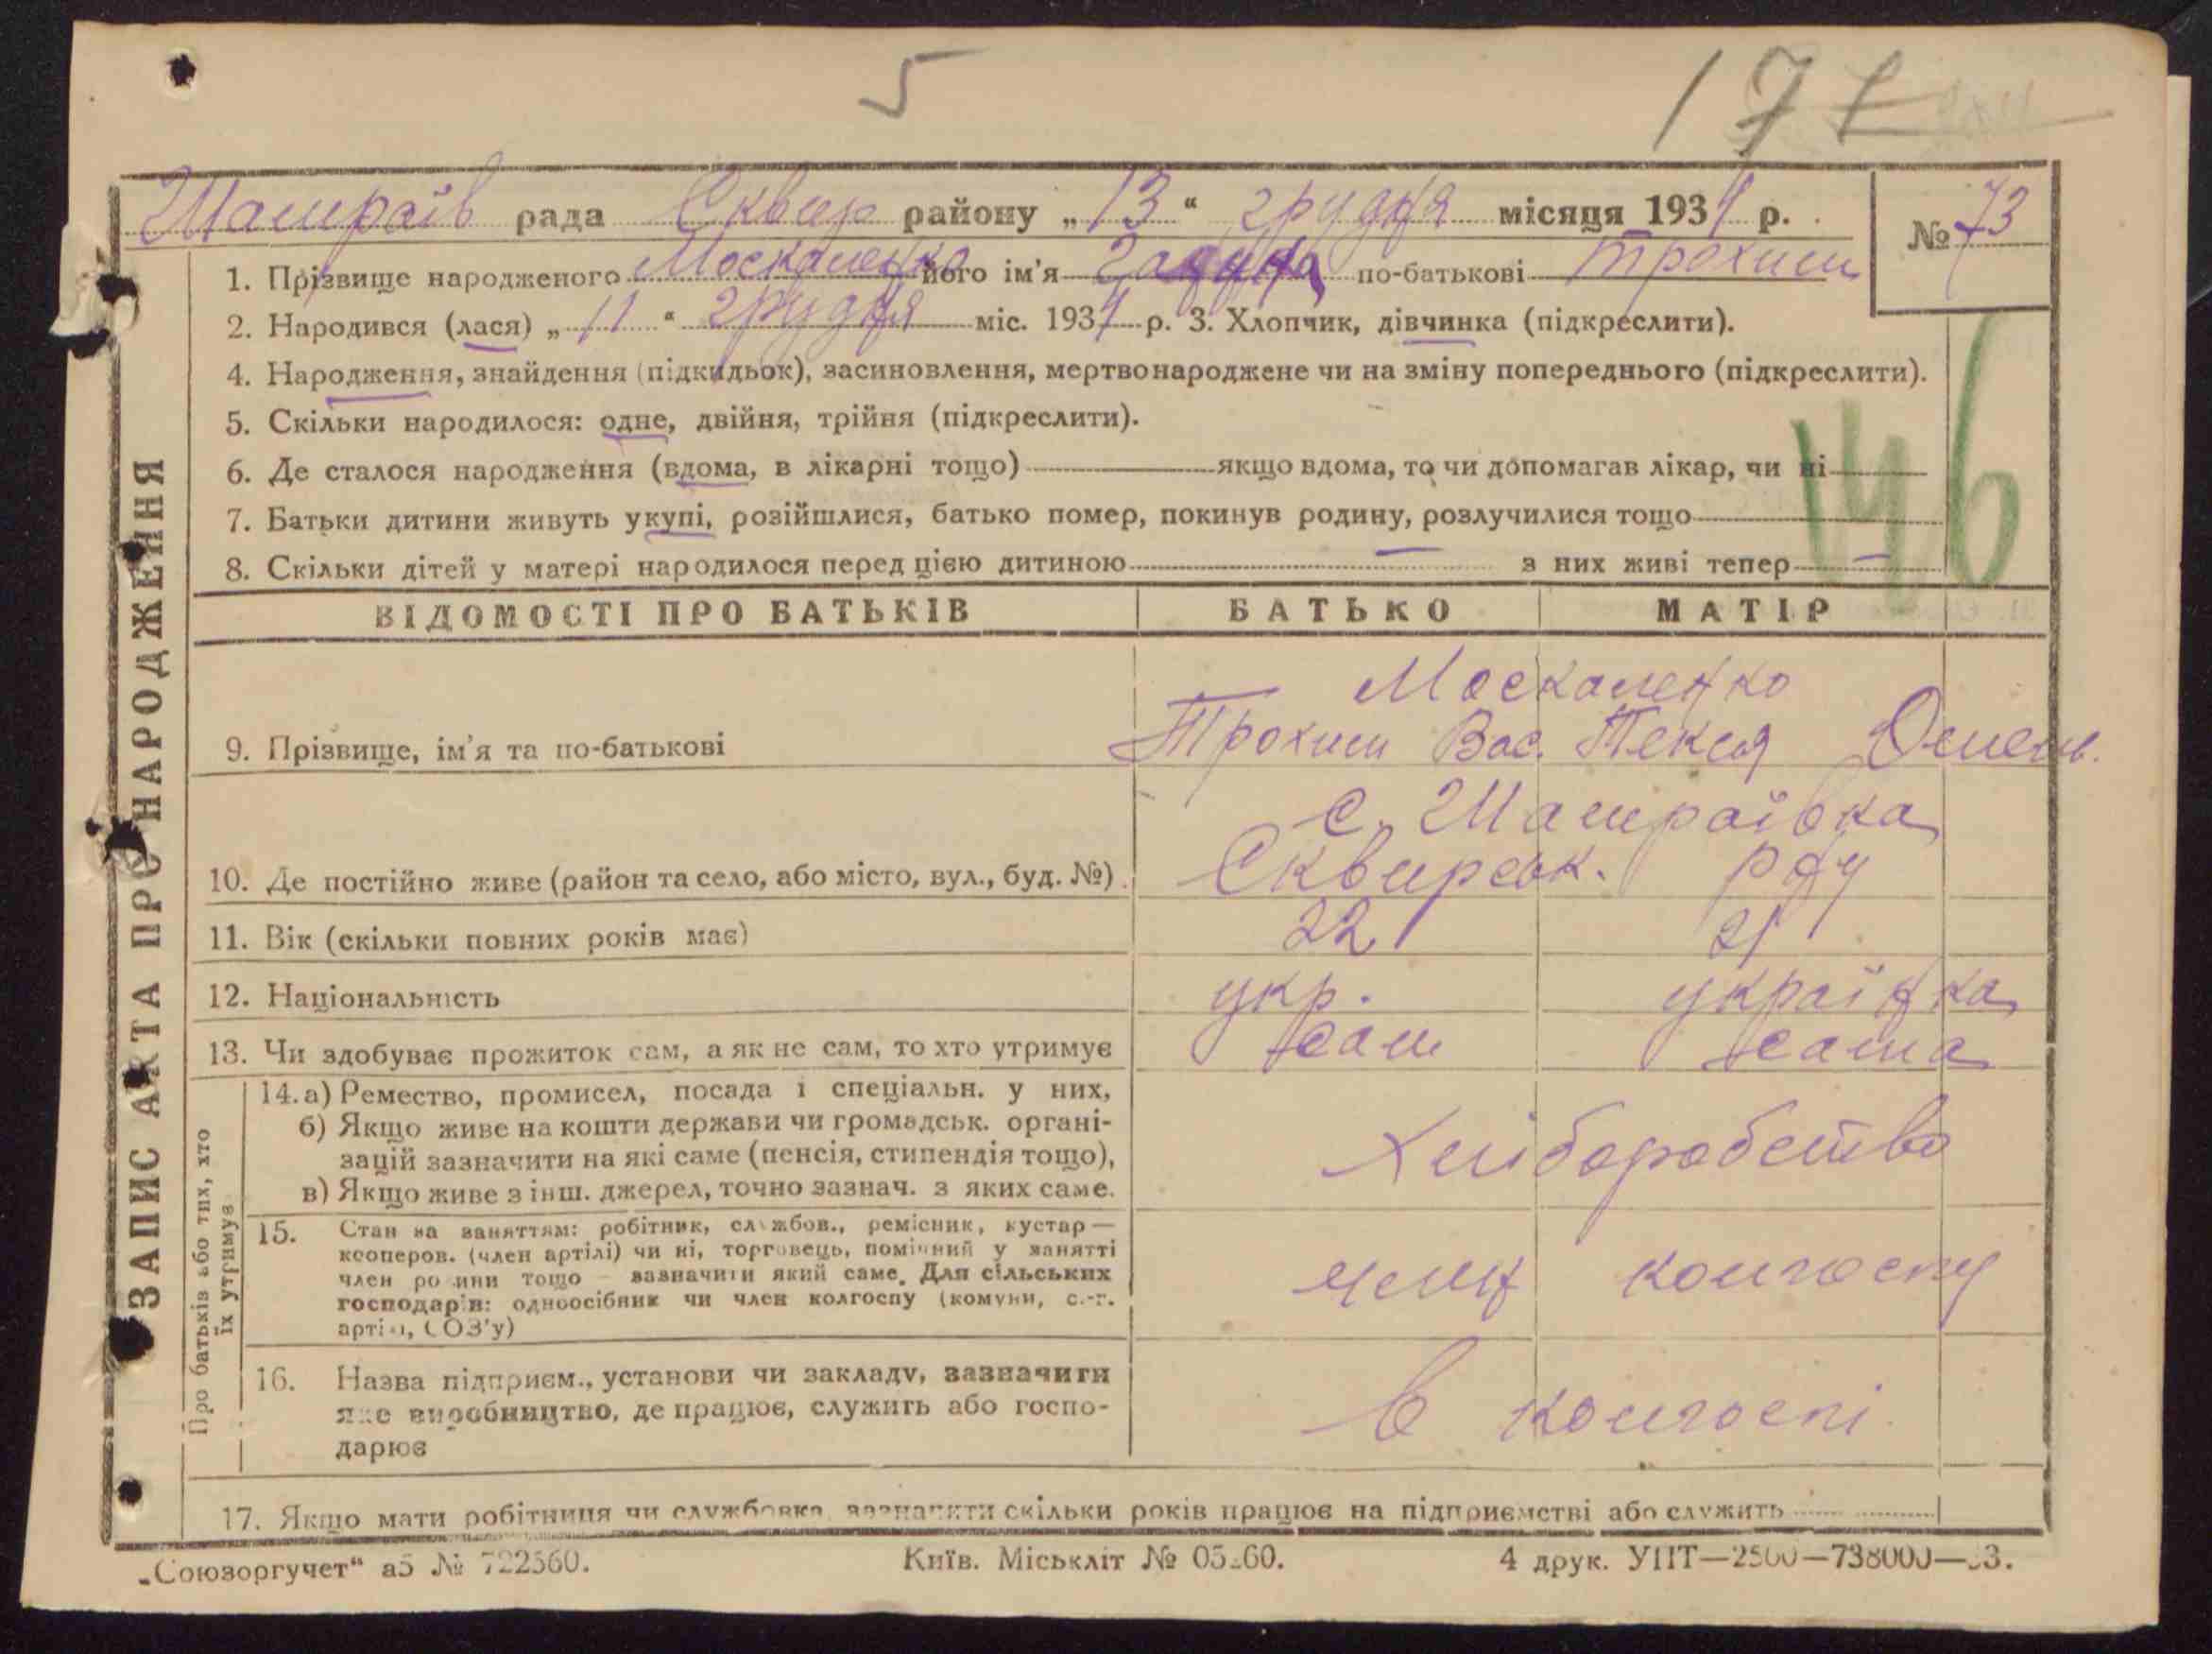 5
171
Шамраїв рада Сквир району „13“ грудня місяця 1934 р.
№ 73
1. Прізвище народженого Москаленко його ім'я по-батькові Трохим
2. Народився (лася) „11“ грудня міс. 1934 р. 3. Хлопчик, дівчинка (підкреслити).
4. Народження, знайдення (підкидьок), засиновлення, мертвонароджене чи на зміну попереднього (підкреслити).
5. Скільки народилося: одне, двійня, трійня (підкреслити).
6. Де сталося народження (вдома, в лікарні тощо) якщо вдома, то чи допомагав лікар, чи ні
7. Батьки дитини живуть укупі, розійшлися, батько помер, покинув родину, розлучилися тощо
146
8. Скільки дітей у матері народилося перед цією дитиною — з них живі тепер —
ВІДОМОСТІ ПРО БАТЬКІВ БАТЬКО МАТІР
Москаленко
9. Прізвище, ім'я та по-батькові Трохим Вас. Текля Омельк.
с. Шамраївка
10. Де постійно живе (район та село, або місто, вул., буд. №) Сквирськ. р-ну
11. Вік (скільки повних років має) 22 21
12. Національність укр. українка
13. Чи здобуває прожиток сам, а як не сам, то хто утримує сам сама
14. а) Ремество, промисел, посада і спеціальн. у них,
б) Якщо живе на кошти держави чи громадськ. органі-
зацій зазначити на які саме (пенсія, стипендія тощо),
в) Якщо живе з інш. джерел, точно зазнач. з яких саме.
Хліборобство
15. Стан за заняттям: робітник, службов., ремісник, кустар —
кооперов. (член артілі) чи ні, торговець, помічний у занятті
член родини тощо — зазначити який саме. Для сільських
господарів: одноосібник чи член колгоспу (комуни, с.-г.
артілі, СОЗ'у)
член колгоспу
16. Назва підприєм., установи чи закладу, зазначити
яке виробництво, де працює, служить або госпо-
дарює
в колгоспі
17. Якщо мати робітниця чи службовка, зазначити скільки років працює на підприємстві або служить
Про батьків або тих, хто
їх утримує
ЗАПИС АКТА ПРО НАРОДЖЕННЯ
„Союзоргучет“ а5 № 722560. Київ. Міськліт № 05260. 4 друк. УПТ—2500—738000—33.